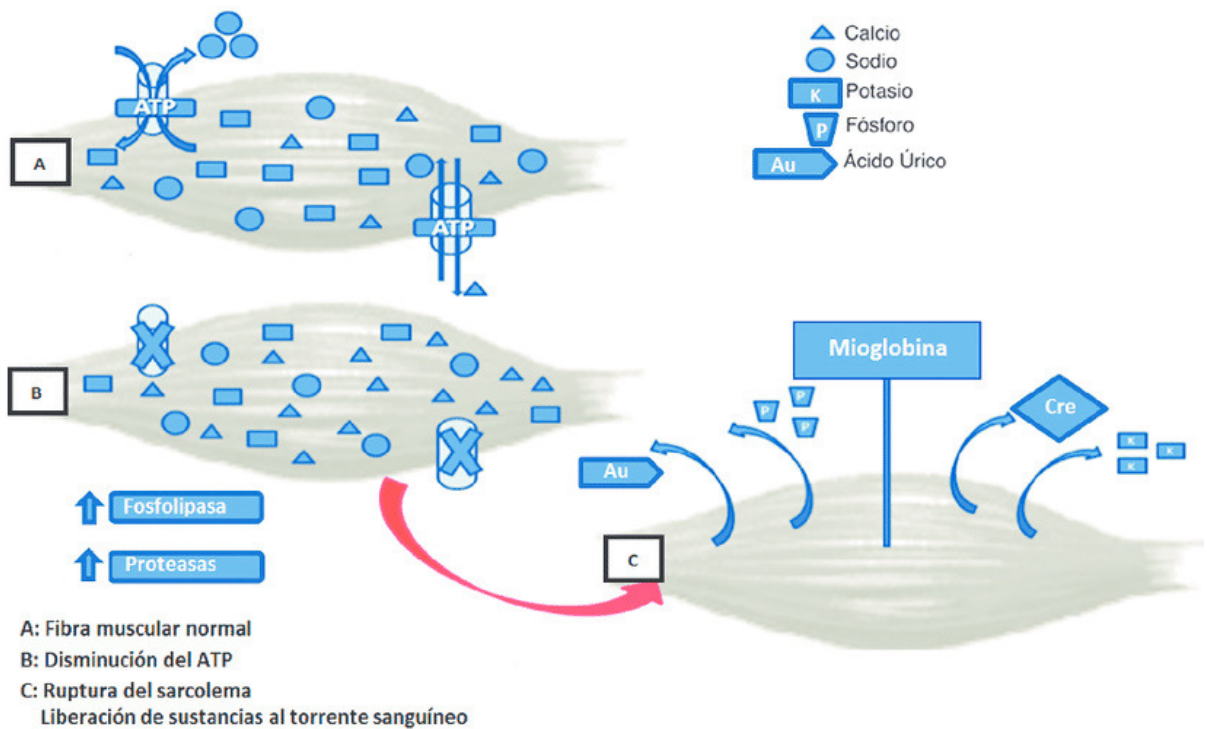 Calcio
Sodio
K Potasio
P Fósforo
Au Ácido Úrico
ATP
A
ATP
B
Fosfolipasa
Proteasas
Mioglobina
Cre
P
P
P
K
K
K
Au
C
A: Fibra muscular normal
B: Disminución del ATP
C: Ruptura del sarcolema
Liberación de sustancias al torrente sanguíneo